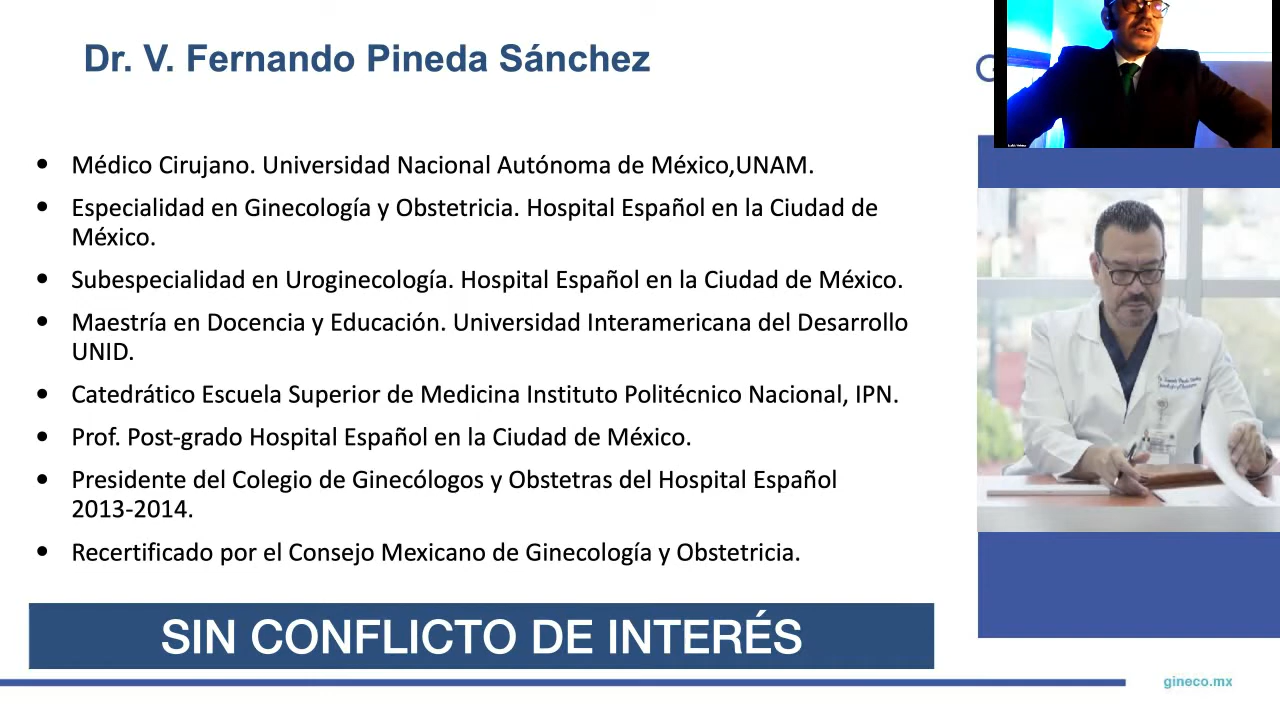 Dr. V. Fernando Pineda Sánchez
• Médico Cirujano. Universidad Nacional Autónoma de México,UNAM.
• Especialidad en Ginecología y Obstetricia. Hospital Español en la Ciudad de
México.
• Subespecialidad en Uroginecología. Hospital Español en la Ciudad de México.
• Maestría en Docencia y Educación. Universidad Interamericana del Desarrollo
UNID.
• Catedrático Escuela Superior de Medicina Instituto Politécnico Nacional, IPN.
• Prof. Post-grado Hospital Español en la Ciudad de México.
• Presidente del Colegio de Ginecólogos y Obstetras del Hospital Español
2013-2014.
• Recertificado por el Consejo Mexicano de Ginecología y Obstetricia.
SIN CONFLICTO DE INTERÉS
gineco.mx